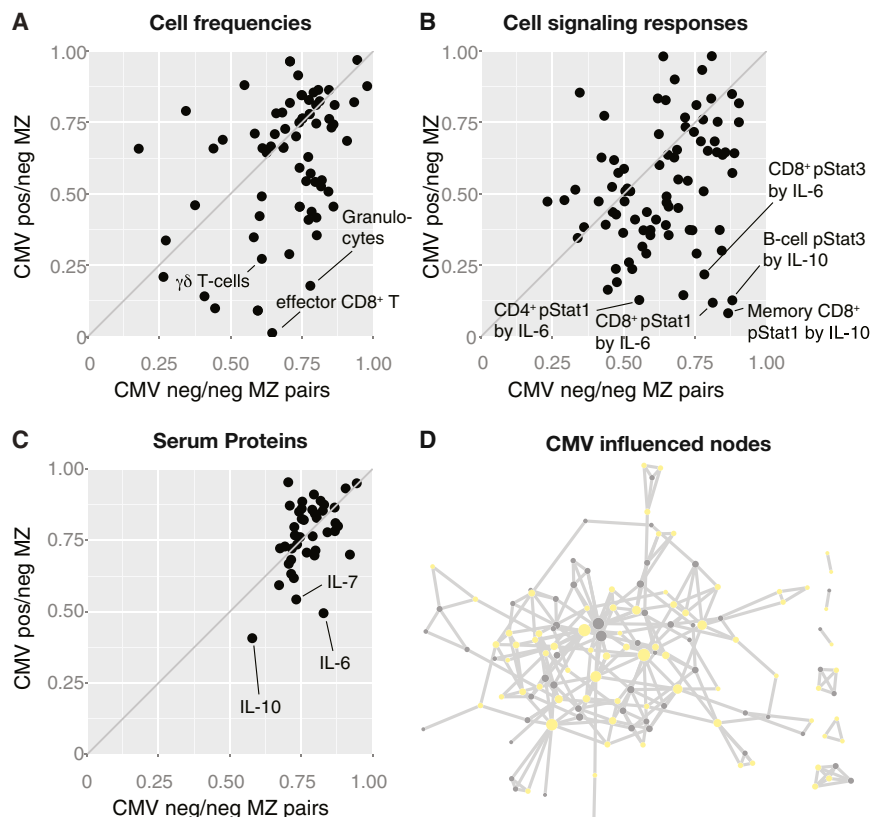 A
Cell frequencies
1.00
0.75
0.50
0.25
0
CMV pos/neg MZ
Granulo-
cytes
γδ T-cells
effector CD8⁺ T
0
0.25
0.50
0.75
1.00
CMV neg/neg MZ pairs
B
Cell signaling responses
1.00
0.75
0.50
0.25
0
CMV pos/neg MZ
CD8⁺ pStat3
by IL-6
B-cell pStat3
by IL-10
CD4⁺ pStat1
by IL-6
CD8⁺ pStat1
by IL-6
Memory CD8⁺
pStat1 by IL-10
0
0.25
0.50
0.75
1.00
CMV neg/neg MZ pairs
C
Serum Proteins
1.00
0.75
0.50
0.25
0
CMV pos/neg MZ
IL-7
IL-6
IL-10
0
0.25
0.50
0.75
1.00
CMV neg/neg MZ pairs
D
CMV influenced nodes